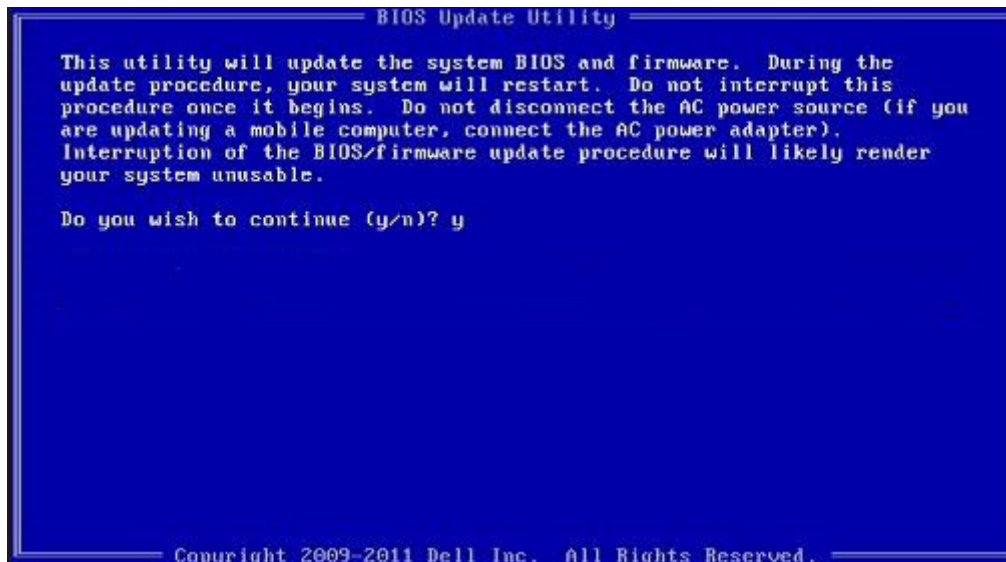 BIOS Update Utility
This utility will update the system BIOS and firmware. During the
update procedure, your system will restart. Do not interrupt this
procedure once it begins. Do not disconnect the AC power source (if you
are updating a mobile computer, connect the AC power adapter).
Interruption of the BIOS/firmware update procedure will likely render
your system unusable.
Do you wish to continue (y/n)? y
Copyright 2009-2011 Dell Inc. All Rights Reserved.